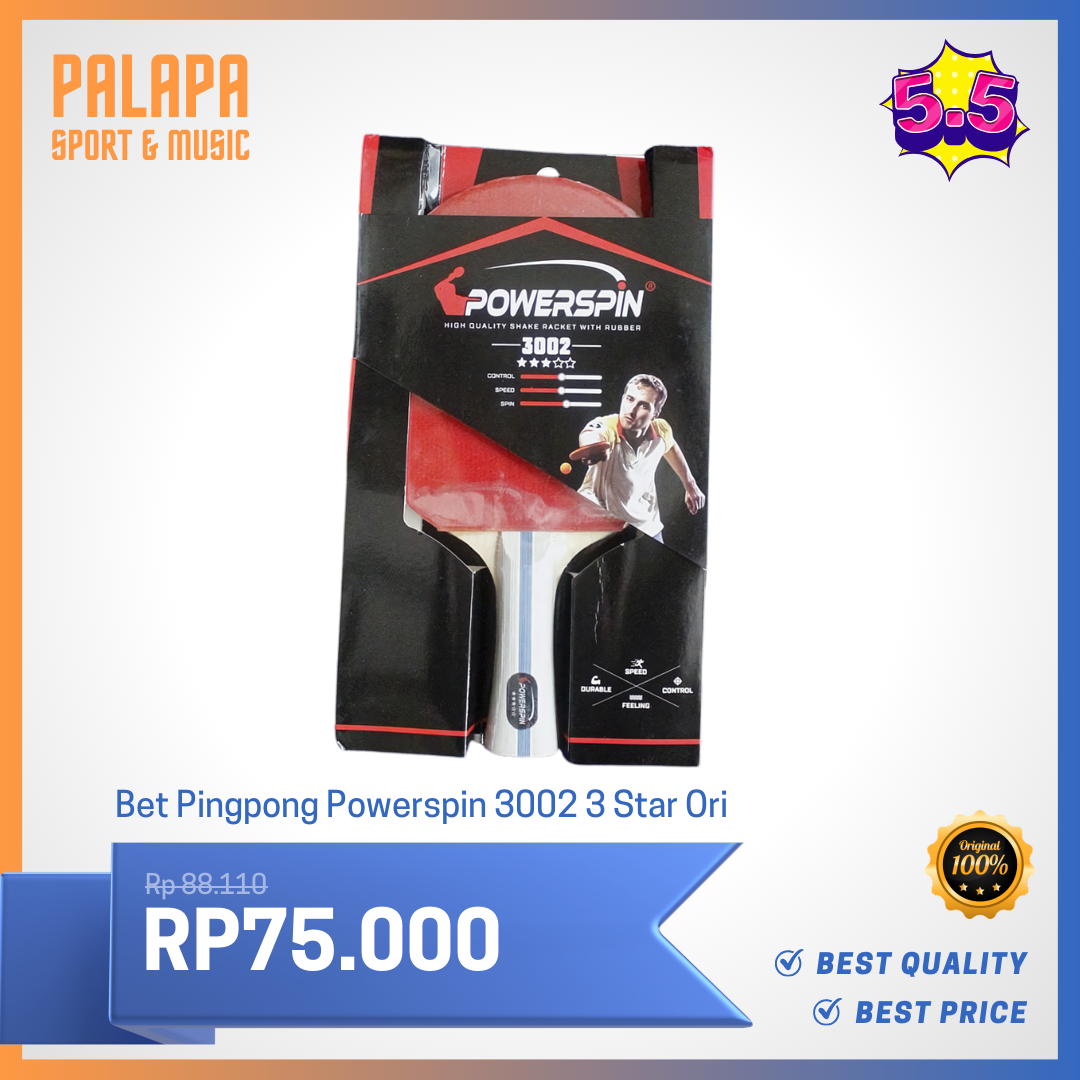 PALAPA
SPORT & MUSIC
5.5
POWERSPIN®
HIGH QUALITY SHAKE RACKET WITH RUBBER
3002
CONTROL
SPEED
SPIN
SPEED
DURABLE
CONTROL
FEELING
POWERSPIN
Bet Pingpong Powerspin 3002 3 Star Ori
Rp 88.110
RP75.000
Original
100%
BEST QUALITY
BEST PRICE